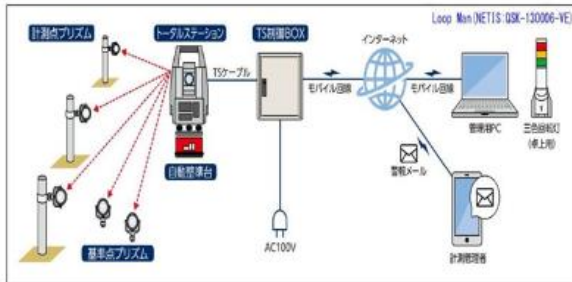 Loop Man(NETIS:QSK-130006-VE)
計測点プリズム
トータルステーション
TS制御BOX
インターネット
TSケーブル
モバイル回線
モバイル回線
管理用PC
三色回転灯
(卓上用)
自動整準台
警報メール
基準点プリズム
AC100V
計測管理者